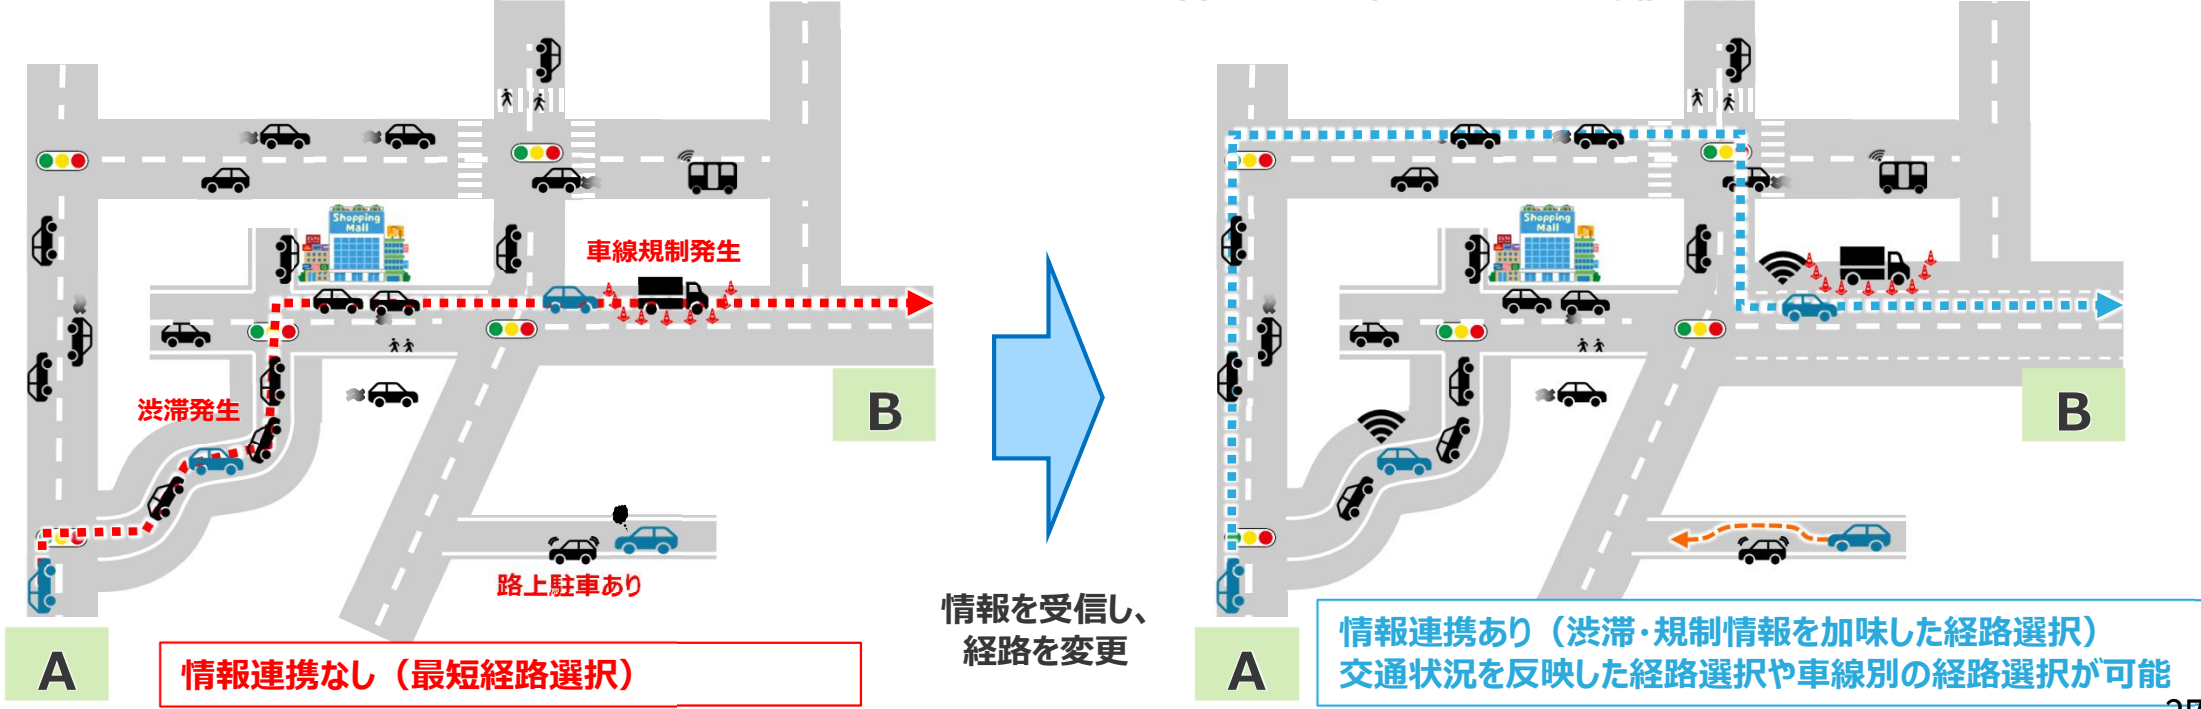 Shopping
Mall
車線規制発生
渋滞発生
B
路上駐車あり
A
情報連携なし（最短経路選択）
情報を受信し、
経路を変更
Shopping
Mall
B
A
情報連携あり（渋滞・規制情報を加味した経路選択）
交通状況を反映した経路選択や車線別の経路選択が可能